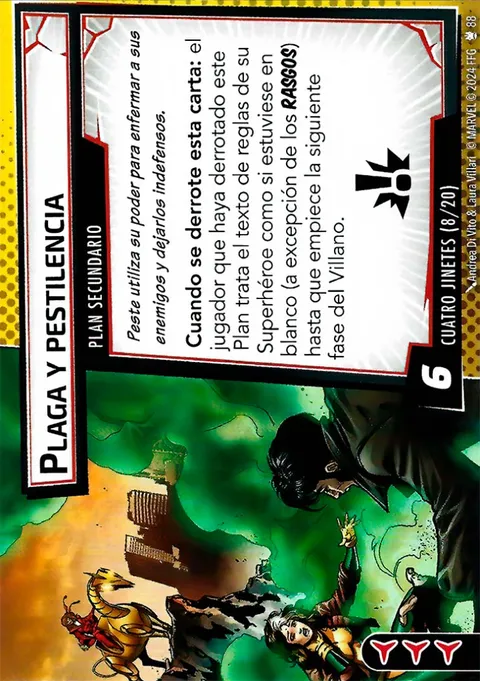 PLAGA Y PESTILENCIA
PLAN SECUNDARIO
Peste utiliza su poder para enfermar a sus
enemigos y dejarlos indefensos.
Cuando se derrote esta carta: el
jugador que haya derrotado este
Plan trata el texto de reglas de su
Superhéroe como si estuviese en
blanco (a excepción de los RASGOS)
hasta que empiece la siguiente
fase del Villano.
6
CUATRO JINETES (8/20)
Andrea Di Vito & Laura Villari © MARVEL © 2024 FFG 88